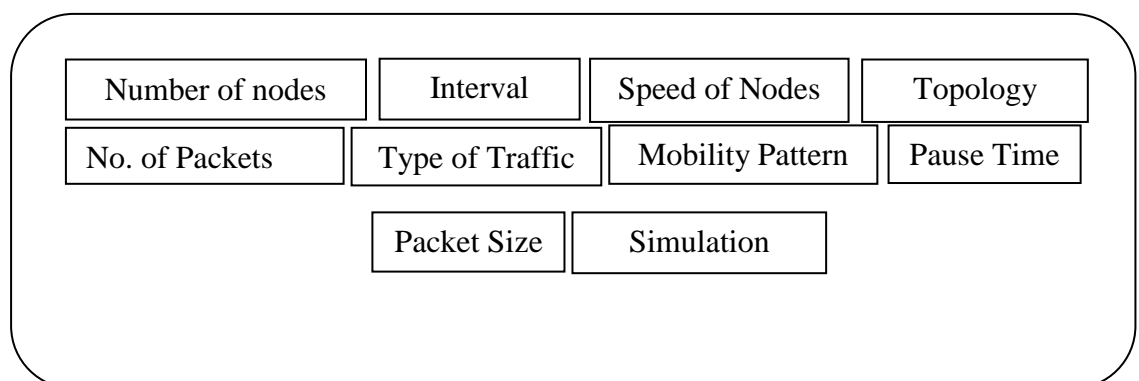 Number of nodes Interval Speed of Nodes Topology
No. of Packets Type of Traffic Mobility Pattern Pause Time
Packet Size Simulation